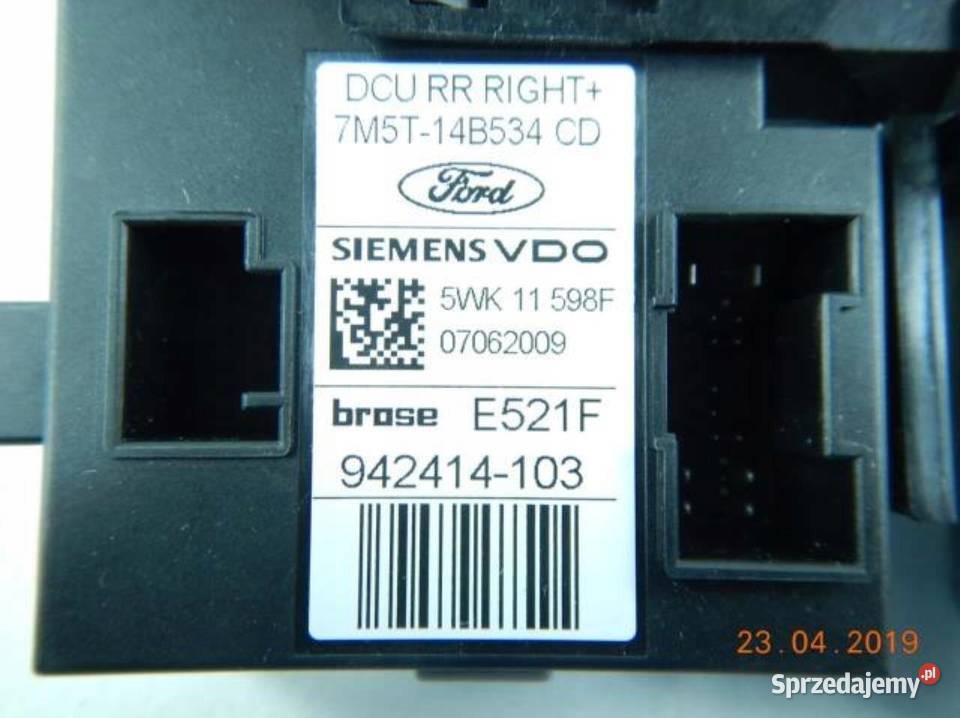 DCU RR RIGHT+
7M5T-14B534 CD
Ford
SIEMENS VDO
5WK 11 598F
07062009
brose E521F
942414-103
23.04.2019
Sprzedajemy.pl